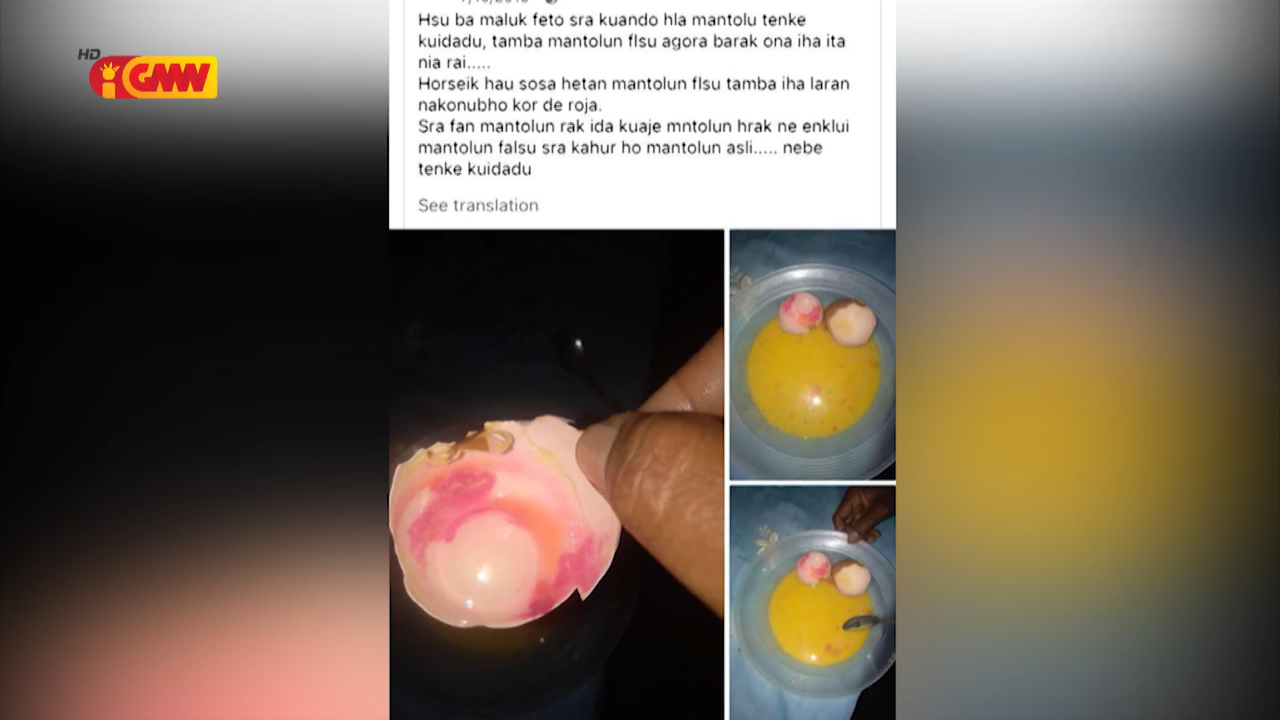 HD
GMN
Hsu ba maluk feto sra kuando hla mantolu tenke
kuidadu, tamba mantolun flsu agora barak ona iha ita
nia rai.....
Horseik hau sosa hetan mantolun flsu tamba iha laran
nakonubho kor de roja.
Sra fan mantolun rak ida kuaje mntolun hrak ne enklui
mantolun falsu sra kahur ho mantolun asli..... nebe
tenke kuidadu
See translation